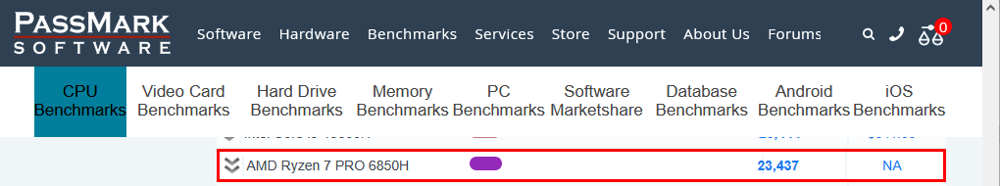 PASSMARK
SOFTWARE
Software Hardware Benchmarks Services Store Support About Us Forums 0
CPU Benchmarks
Video Card Benchmarks
Hard Drive Benchmarks
Memory Benchmarks
PC Benchmarks
Software Marketshare
Database Benchmarks
Android Benchmarks
iOS Benchmarks
AMD Ryzen 7 PRO 6850H 23,437 NA